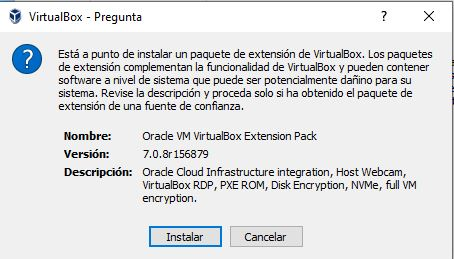 VirtualBox - Pregunta
Está a punto de instalar un paquete de extensión de VirtualBox. Los paquetes
de extensión complementan la funcionalidad de VirtualBox y pueden contener
software a nivel de sistema que puede ser potencialmente dañino para su
sistema. Revise la descripción y proceda solo si ha obtenido el paquete de
extensión de una fuente de confianza.
Nombre: Oracle VM VirtualBox Extension Pack
Versión: 7.0.8r156879
Descripción: Oracle Cloud Infrastructure integration, Host Webcam,
VirtualBox RDP, PXE ROM, Disk Encryption, NVMe, full VM
encryption.
Instalar Cancelar